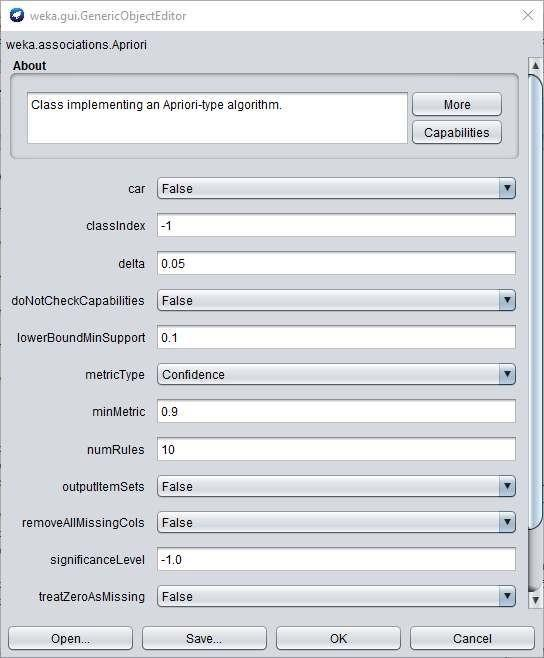 weka.gui.GenericObjectEditor
weka.associations.Apriori
About
Class implementing an Apriori-type algorithm.
More
Capabilities
car False
classIndex -1
delta 0.05
doNotCheckCapabilities False
lowerBoundMinSupport 0.1
metricType Confidence
minMetric 0.9
numRules 10
outputItemSets False
removeAllMissingCols False
significanceLevel -1.0
treatZeroAsMissing False
Open... Save... OK Cancel